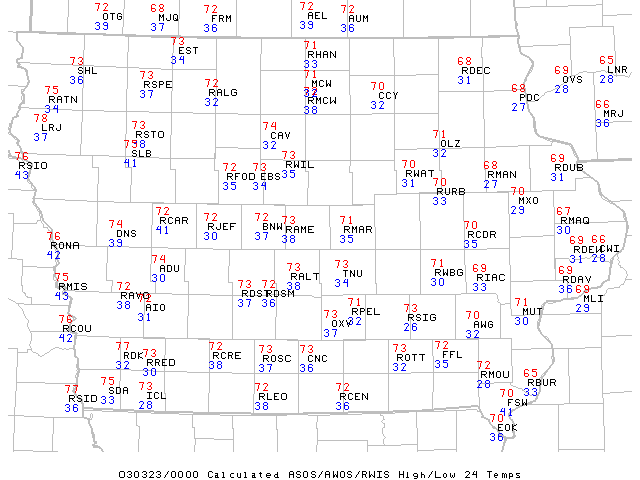 72 68 72 72 72
OTG MJQ FRM AEL AUM
39 37 36 39 36
73 EST 34
71 RHAN 33
73 SHL 36
73 RSPE 37
72 RALG 32
71 MCW
RMCW 38
70 CCY 32
68 RDEC 31
69 OVS 28
65 LNR 28
75 RATN 34
68 PDC 27
66 MRJ 36
78 LRJ 37
73 RSTO 38
74 CAV 32
71 OLZ 32
SLB 41
76 RSIO 43
72 RFOD 35
73 EBS 34
73 RWIL 35
70 RWAT 31
68 RMAN 27
69 RDUB 31
70 RURB 33
70 MXO 29
74 DNS 39
72 RCAR 41
72 RJEF 30
72 BNW 37
73 RAME 38
71 RMAR 35
70 RCDR 35
67 RMAQ 30
76 RONA 42
69 RDEW 31
66 CWI 28
74 ADU 30
73 RALT 38
73 TNU 34
71 RWBG 30
69 RIAC 33
69 RDAV 36
75 RMIS 43
72 RAVO 38
AIO 31
73 RDST 37
72 RDSM 36
69 MLI 29
73 OXV 37
71 RPEL 32
73 RSIG 26
70 AWG 32
71 MUT 30
76 RCOU 42
77 RDK 32
73 RRED 30
72 RCRE 38
73 ROSC 37
73 CNC 36
73 ROTT 32
72 FFL 35
72 RMOU 28
65 RBUR 33
77 RSID 36
75 SDA 33
73 ICL 28
72 RLEO 38
72 RCEN 36
70 FSW 41
70 EOK 36
030323/0000 Calculated ASOS/AWOS/RWIS High/Low 24 Temps